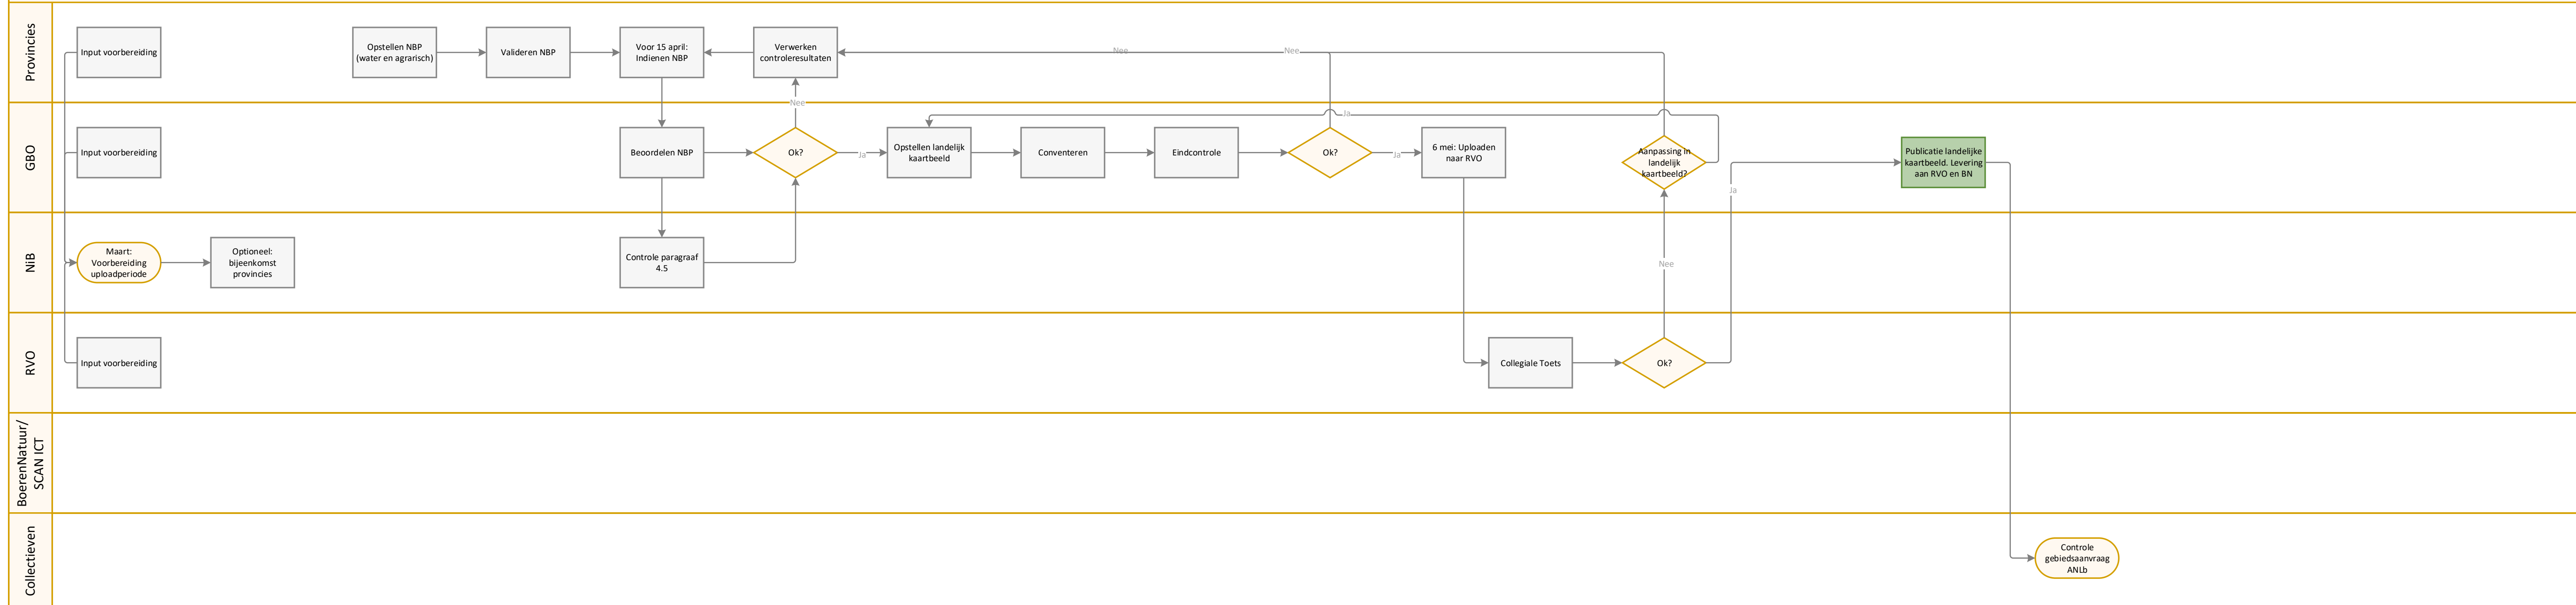 Provincies
Input voorbereiding
Opstellen NBP
(water en agrarisch)
Valideren NBP
Voor 15 april:
Indienen NBP
Verwerken
controleresultaten
Nee
Nee
Nee
GBO
Input voorbereiding
Beoordelen NBP
Ok?
Ja
Opstellen landelijk
kaartbeeld
Conventeren
Eindcontrole
Ja
Ok?
Ja
6 mei: Uploaden
naar RVO
Aanpassing in
landelijk
kaartbeeld?
Ja
Publicatie landelijke
kaartbeeld. Levering
aan RVO en BN
NiB
Maart:
Voorbereiding
uploadperiode
Optioneel:
bijeenkomst
provincies
Controle paragraaf
4.5
Nee
RVO
Input voorbereiding
Collegiale Toets
Ok?
BoerenNatuur/
SCAN ICT
Collectieven
Controle
gebiedsaanvraag
ANLb